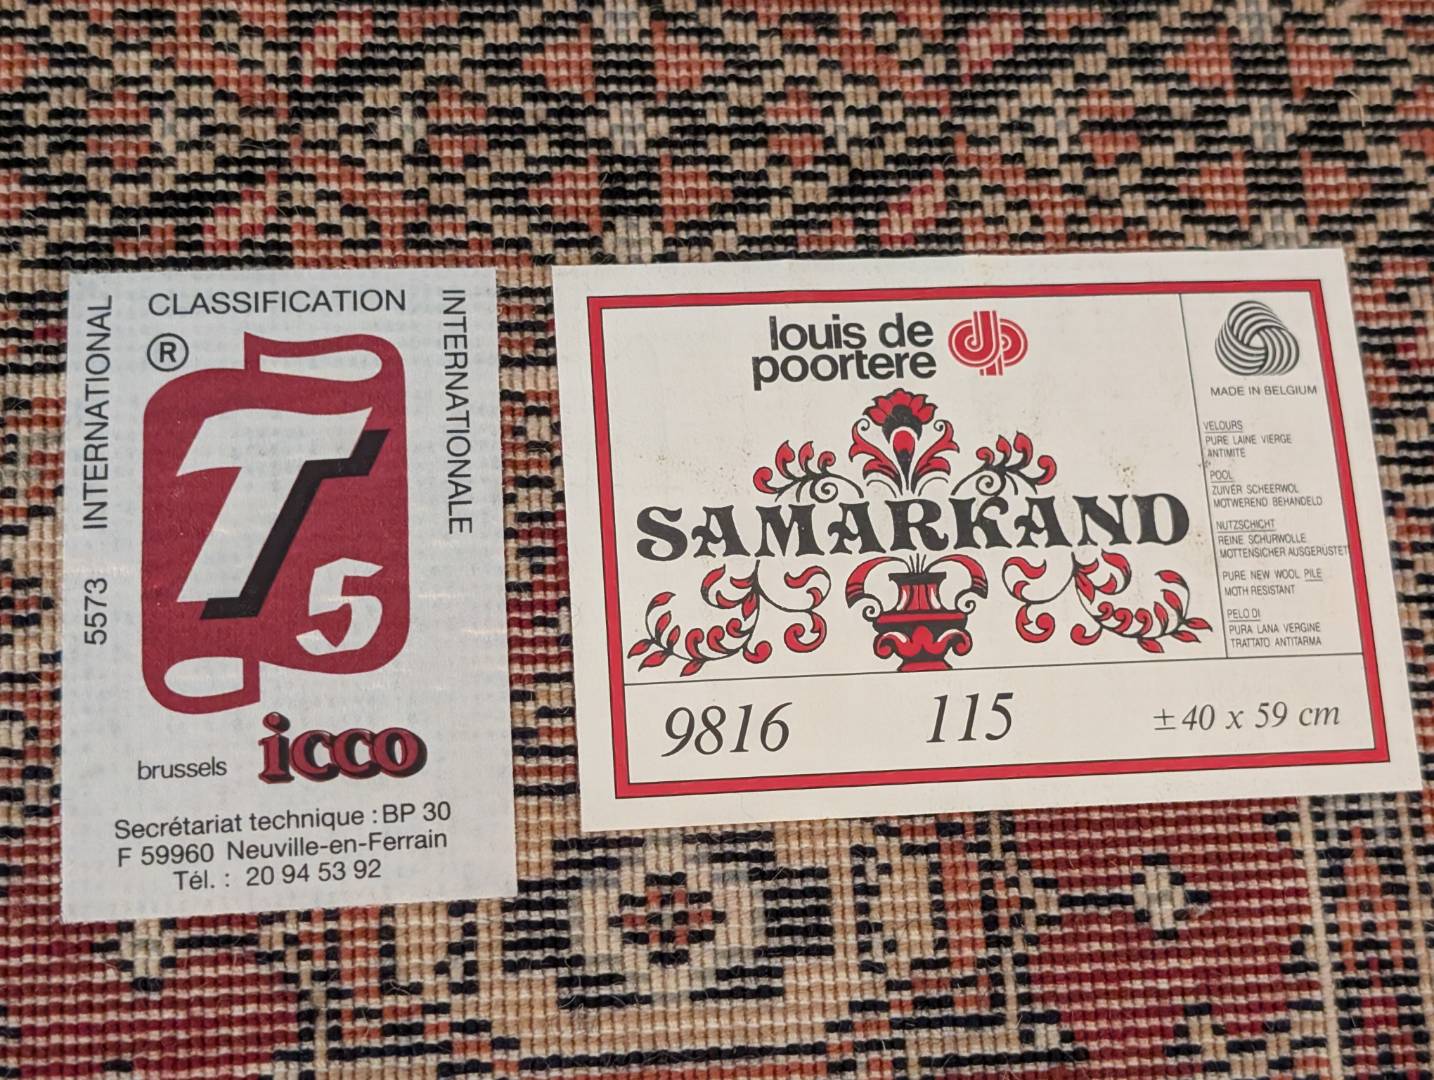 CLASSIFICATION
INTERNATIONALE
5573 INTERNATIONAL
®
T
5
brussels icco
Secrétariat technique : BP 30
F 59960 Neuville-en-Ferrain
Tél. : 20 94 53 92
louis de
poortere
SAMARKAND
MADE IN BELGIUM
VELOURS
PURE LAINE VIERGE
ANTIMITE
POOL
ZUIVER SCHEERWOL
MOTWEREND BEHANDELD
NUTZSCHICHT
REINE SCHURWOLLE
MOTTENSICHER AUSGERÜSTET
PURE NEW WOOL PILE
MOTH RESISTANT
PELO DI
PURA LANA VERGINE
TRATTATO ANTITARMA
9816 115 ± 40 x 59 cm